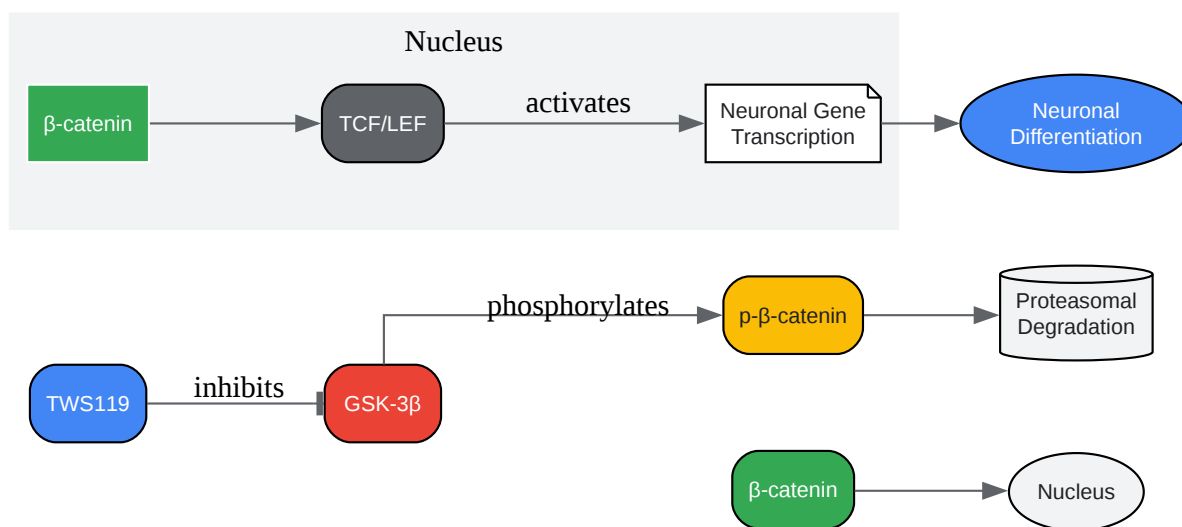 Nucleus
β-catenin
TCF/LEF
activates
Neuronal Gene
Transcription
Neuronal
Differentiation
phosphorylates
p-β-catenin
Proteasomal
Degradation
TWS119
inhibits
GSK-3β
β-catenin
Nucleus